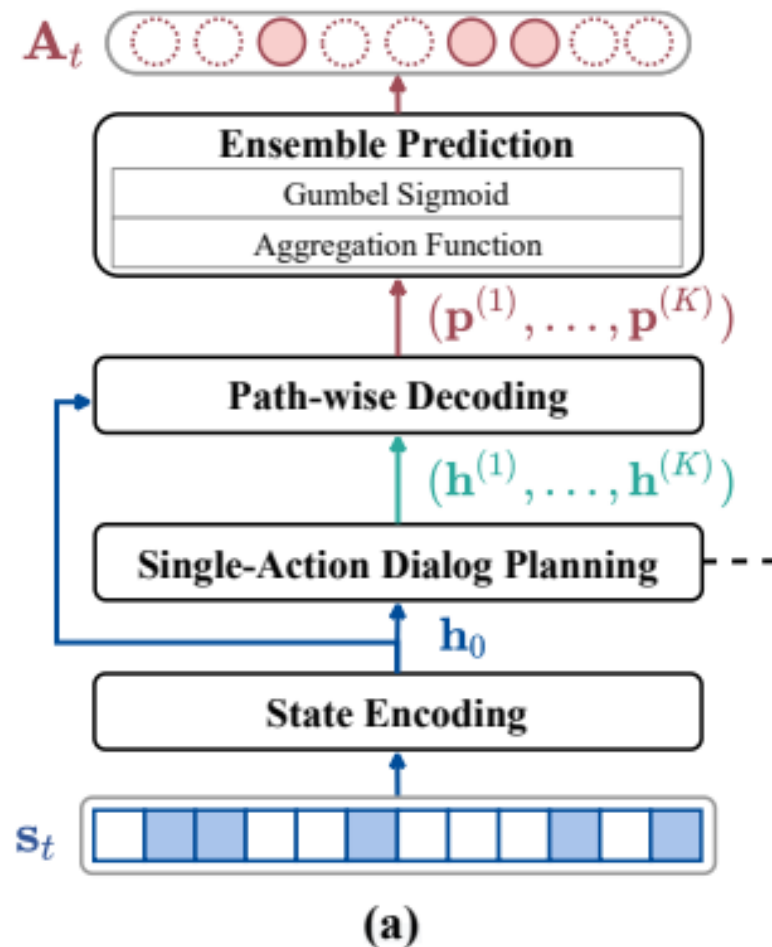 A_t
Ensemble Prediction
Gumbel Sigmoid
Aggregation Function
(p^(1), . . . , p^(K))
Path-wise Decoding
(h^(1), . . . , h^(K))
Single-Action Dialog Planning
h_0
State Encoding
s_t
(a)